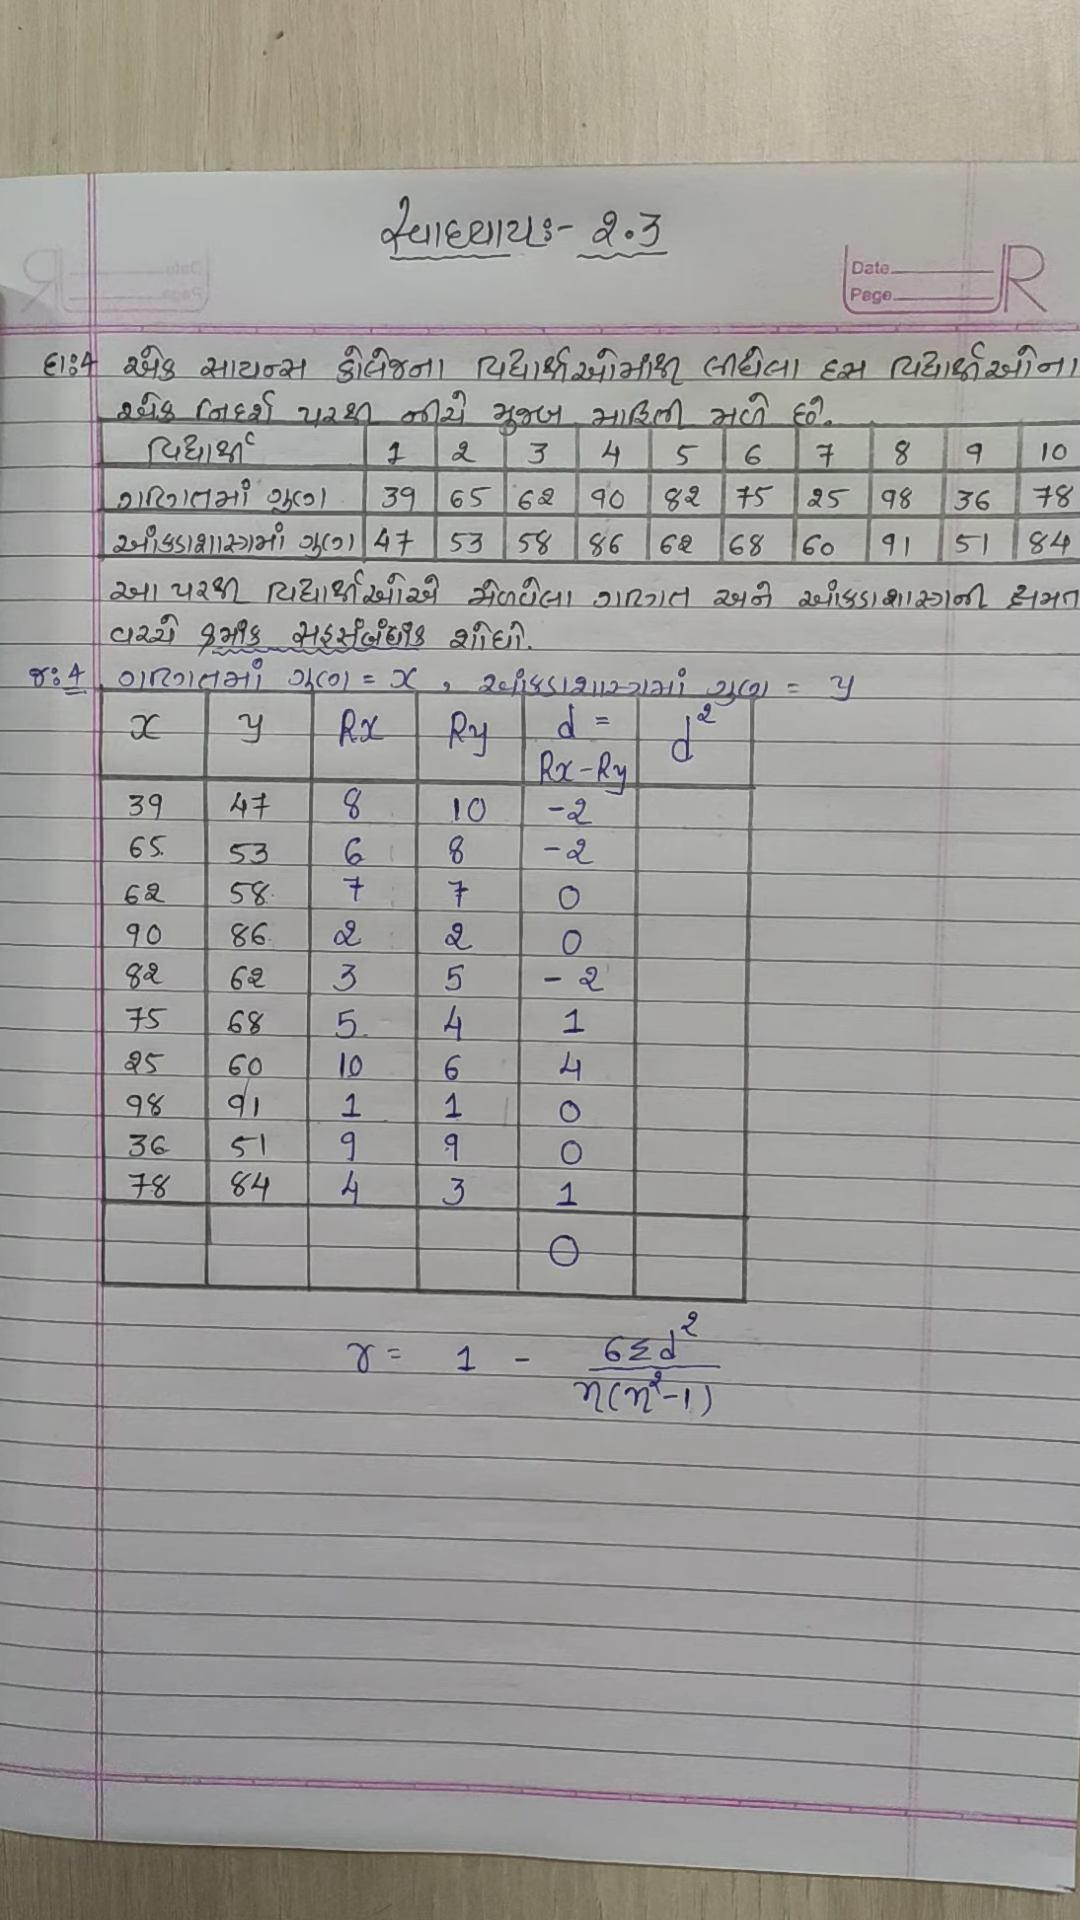 સ્વાધ્યાય:- 2.3
Date
Page
R
દા:4 એક સાયન્સ કોલેજના વિદ્યાર્થીઓમાંથી લીધેલા દસ વિદ્યાર્થીઓના
એક નિદર્શ પરથી નીચે મુજબ માહિતી મળે છે.
વિદ્યાર્થી 1 2 3 4 5 6 7 8 9 10
ગણિતમાં ગુણ 39 65 62 90 82 75 25 98 36 78
આંકડાશાસ્ત્રમાં ગુણ 47 53 58 86 62 68 60 91 51 84
આ પરથી વિદ્યાર્થીઓએ મેળવેલા ગણિત અને આંકડાશાસ્ત્રની ક્ષમતા
વચ્ચે ક્રમાંક સહસંબંધાંક શોધો.
જ:4 ગણિતમાં ગુણ = x , આંકડાશાસ્ત્રમાં ગુણ = y
x y Rx Ry d = Rx-Ry d²
39 47 8 10 -2
65 53 6 8 -2
62 58 7 7 0
90 86 2 2 0
82 62 3 5 -2
75 68 5 4 1
25 60 10 6 4
98 91 1 1 0
36 51 9 9 0
78 84 4 3 1
0
r = 1 - 6Σd² / n(n²-1)